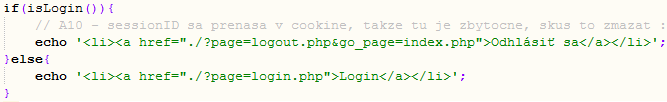 if(isLogin()){
// A10 - sessionID sa prenasa v cookine, takze tu je zbytocne, skus to zmazat :
echo '<li><a href="./?page=logout.php&go_page=index.php">Odhlásiť sa</a></li>';
}else{
echo '<li><a href="./?page=login.php">Login</a></li>';
}